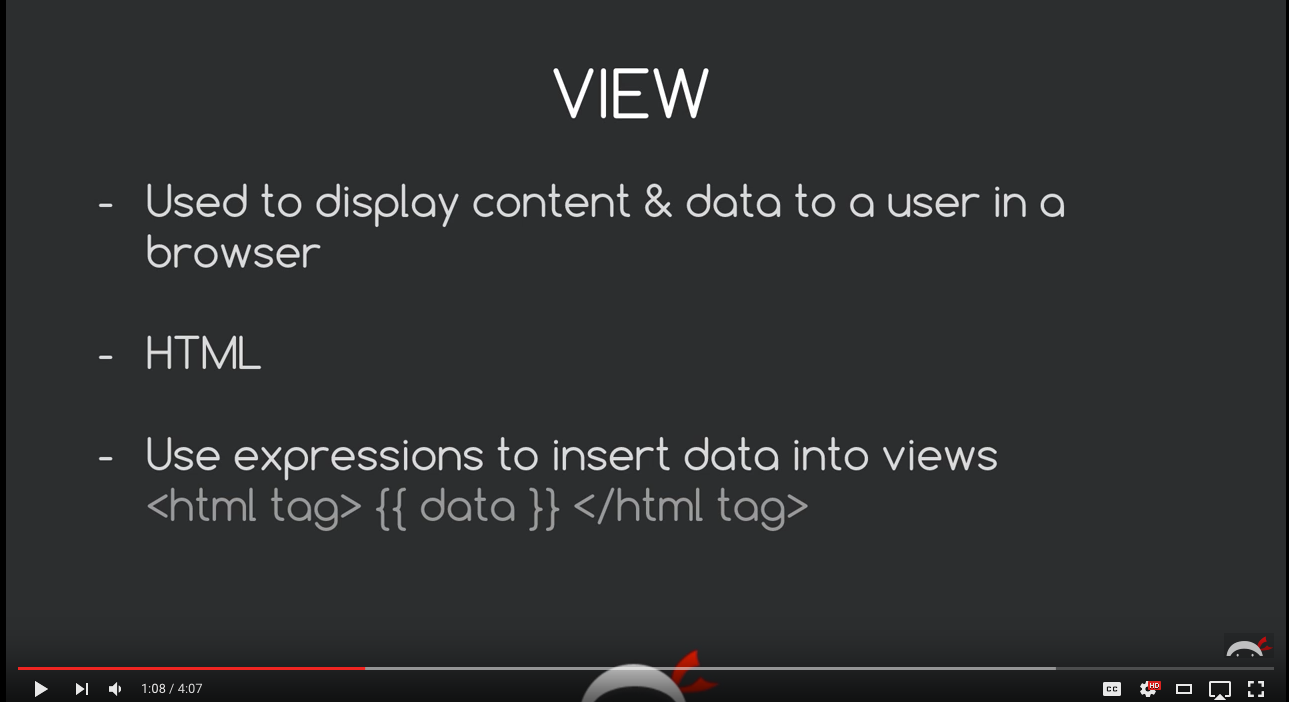 VIEW
- Used to display content & data to a user in a
browser
- HTML
- Use expressions to insert data into views
<html tag> {{ data }} </html tag>
1:08 / 4:07
CC
HD